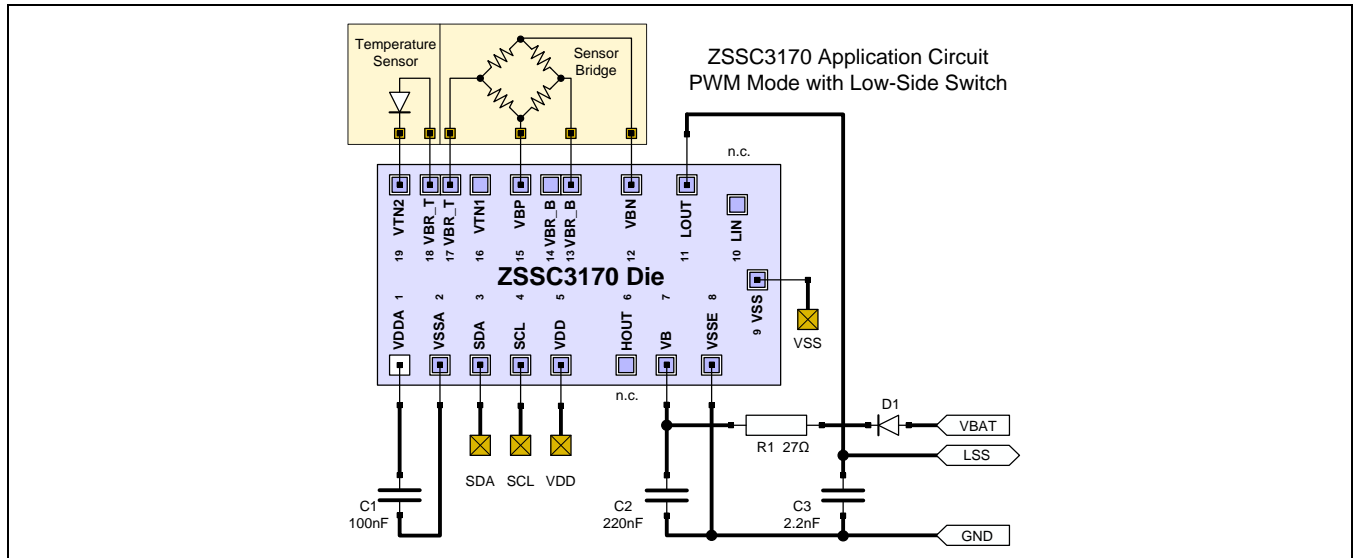 Temperature
Sensor
Sensor
Bridge
ZSSC3170 Application Circuit
PWM Mode with Low-Side Switch
n.c.
19 VTN2
18 VBR_T
17 VBR_T
16 VTN1
15 VBP
14 VBR_B
13 VBR_B
12 VBN
11 LOUT
10 LIN
ZSSC3170 Die
VDDA 1
VSSA 2
SDA 3
SCL 4
VDD 5
HOUT 6
VB 7
VSSE 8
9 VSS
VSS
n.c.
D1
VBAT
R1 27Ω
LSS
SDA SCL VDD
C1
100nF
C2
220nF
C3
2.2nF
GND